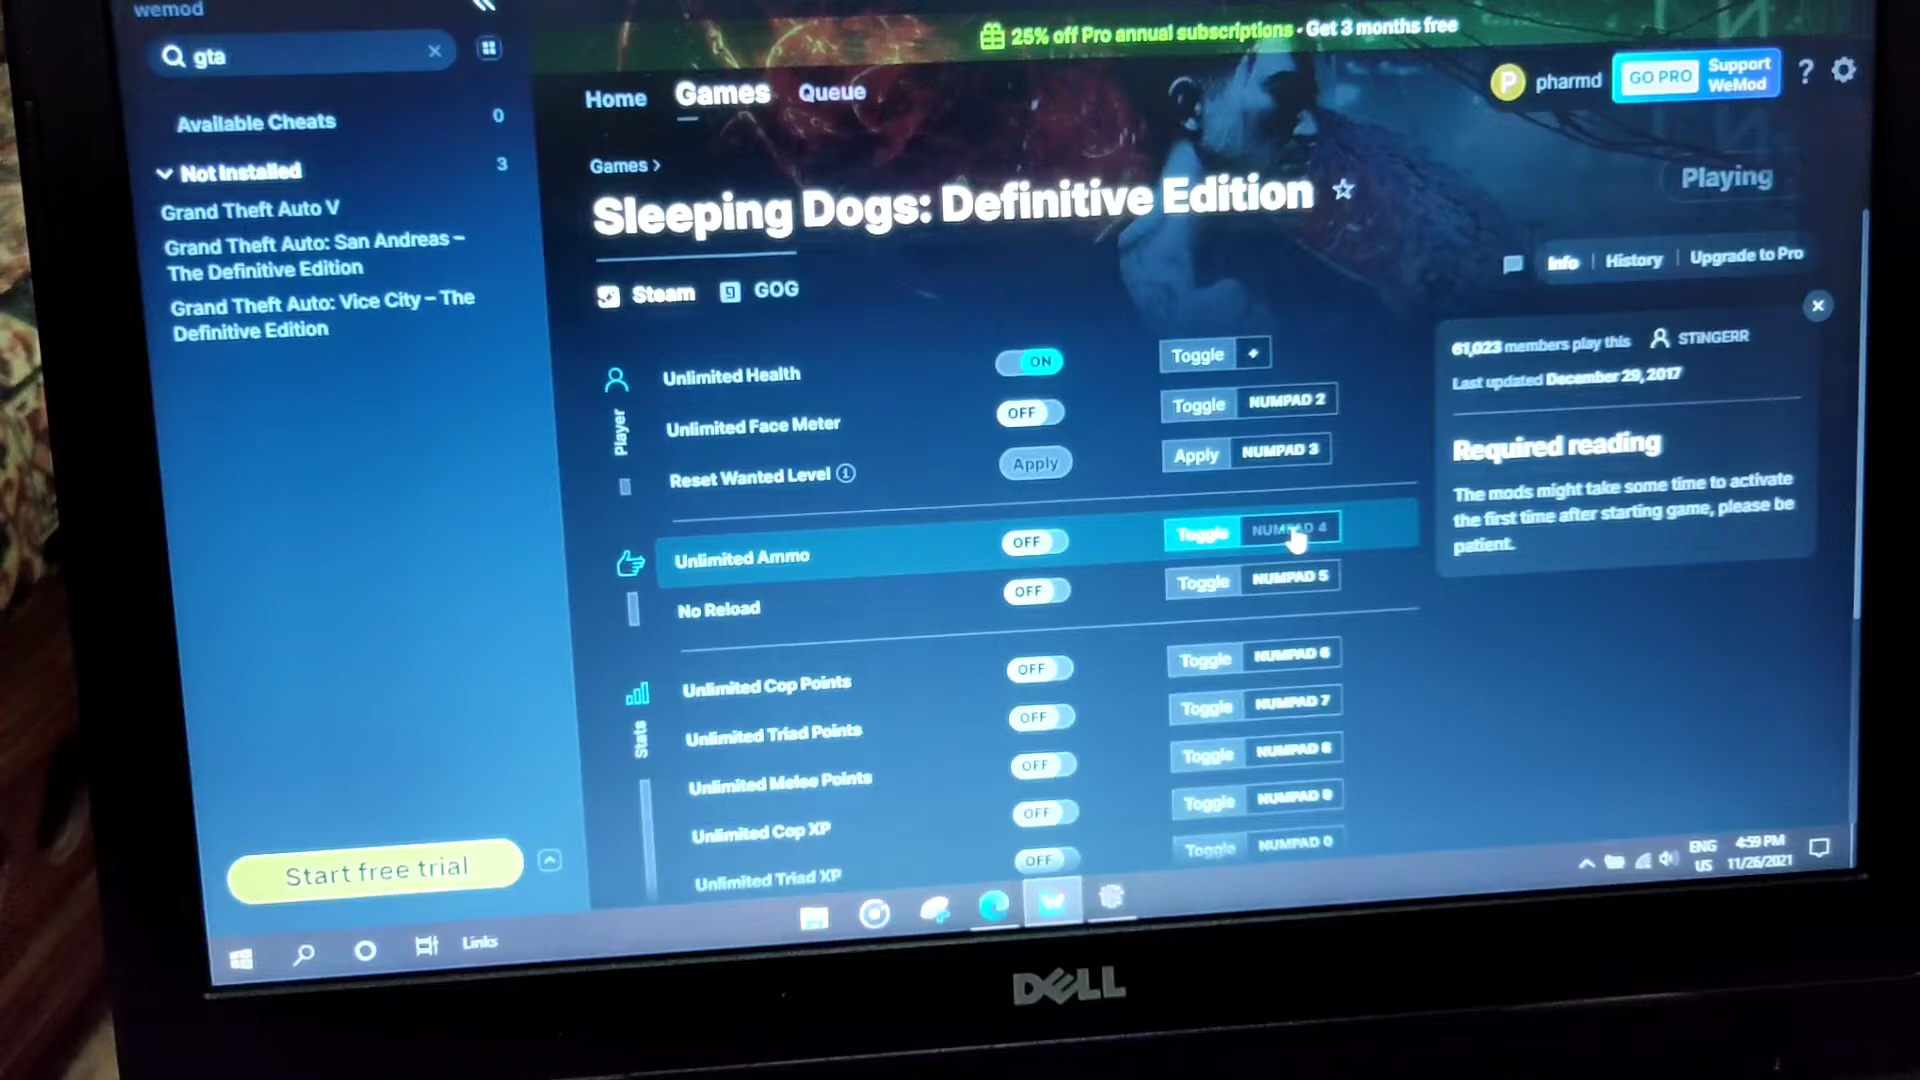 wemod
gta
Available Cheats 0
Not Installed 3
Grand Theft Auto V
Grand Theft Auto: San Andreas –
The Definitive Edition
Grand Theft Auto: Vice City – The
Definitive Edition
Start free trial
25% off Pro annual subscriptions • Get 3 months free
Home Games Queue
P pharmd GO PRO Support
WeMod ?
Games >
Sleeping Dogs: Definitive Edition
Playing
Steam GOG
Info | History | Upgrade to Pro
Player
Unlimited Health ON Toggle
Unlimited Face Meter OFF Toggle NUMPAD 2
Reset Wanted Level Apply Apply NUMPAD 3
Unlimited Ammo OFF Toggle NUMPAD 4
No Reload OFF Toggle NUMPAD 5
Stats
Unlimited Cop Points OFF Toggle NUMPAD 6
Unlimited Triad Points OFF Toggle NUMPAD 7
Unlimited Melee Points OFF Toggle NUMPAD 8
Unlimited Cop XP OFF Toggle NUMPAD 9
Unlimited Triad XP OFF Toggle NUMPAD 0
61,023 members play this STINGERR
Last updated December 29, 2017
Required reading
The mods might take some time to activate
the first time after starting game, please be
patient.
Links
ENG
US
4:59 PM
11/26/2021
DELL